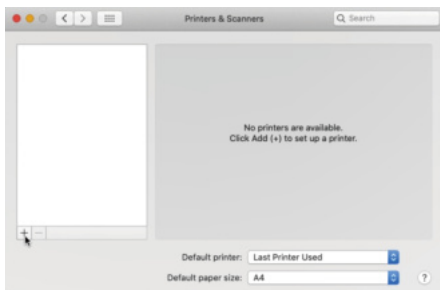 Printers & Scanners
Search
No printers are available.
Click Add (+) to set up a printer.
+ −
Default printer: Last Printer Used
Default paper size: A4
?